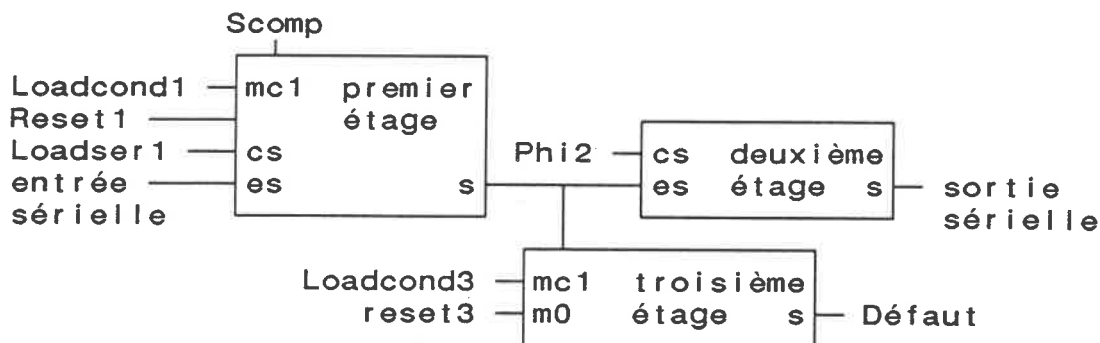 Scomp
Loadcond1 mc1 premier
Reset1 étage
Loadser1 cs
entrée es s
sérielle
Phi2 cs deuxième
es étage s sortie
sérielle
Loadcond3 mc1 troisième
reset3 m0 étage s Défaut